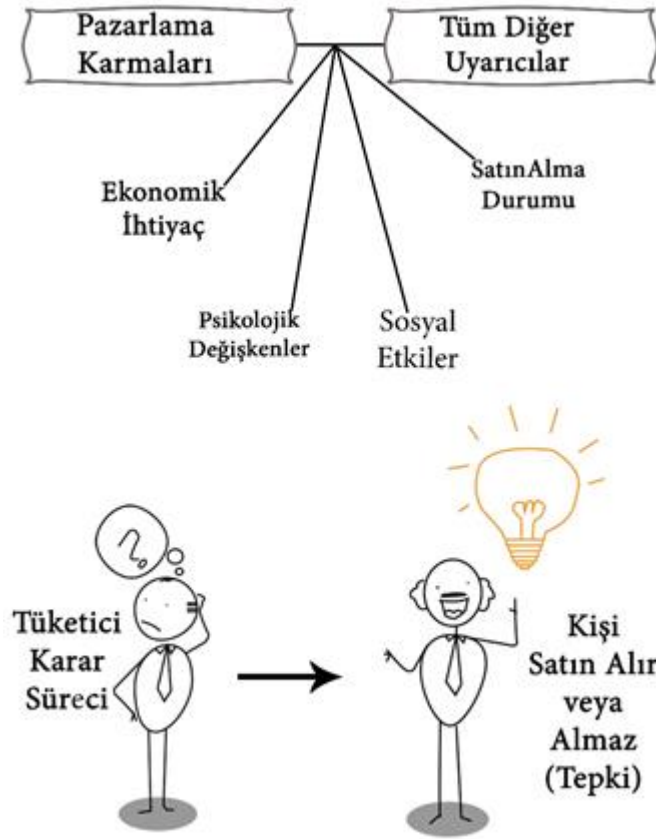 Pazarlama
Karmaları
Tüm Diğer
Uyarıcılar
Ekonomik
İhtiyaç
SatınAlma
Durumu
Psikolojik
Değişkenler
Sosyal
Etkiler
?
Tüketici
Karar
Süreci
Kişi
Satın Alır
veya
Almaz
(Tepki)